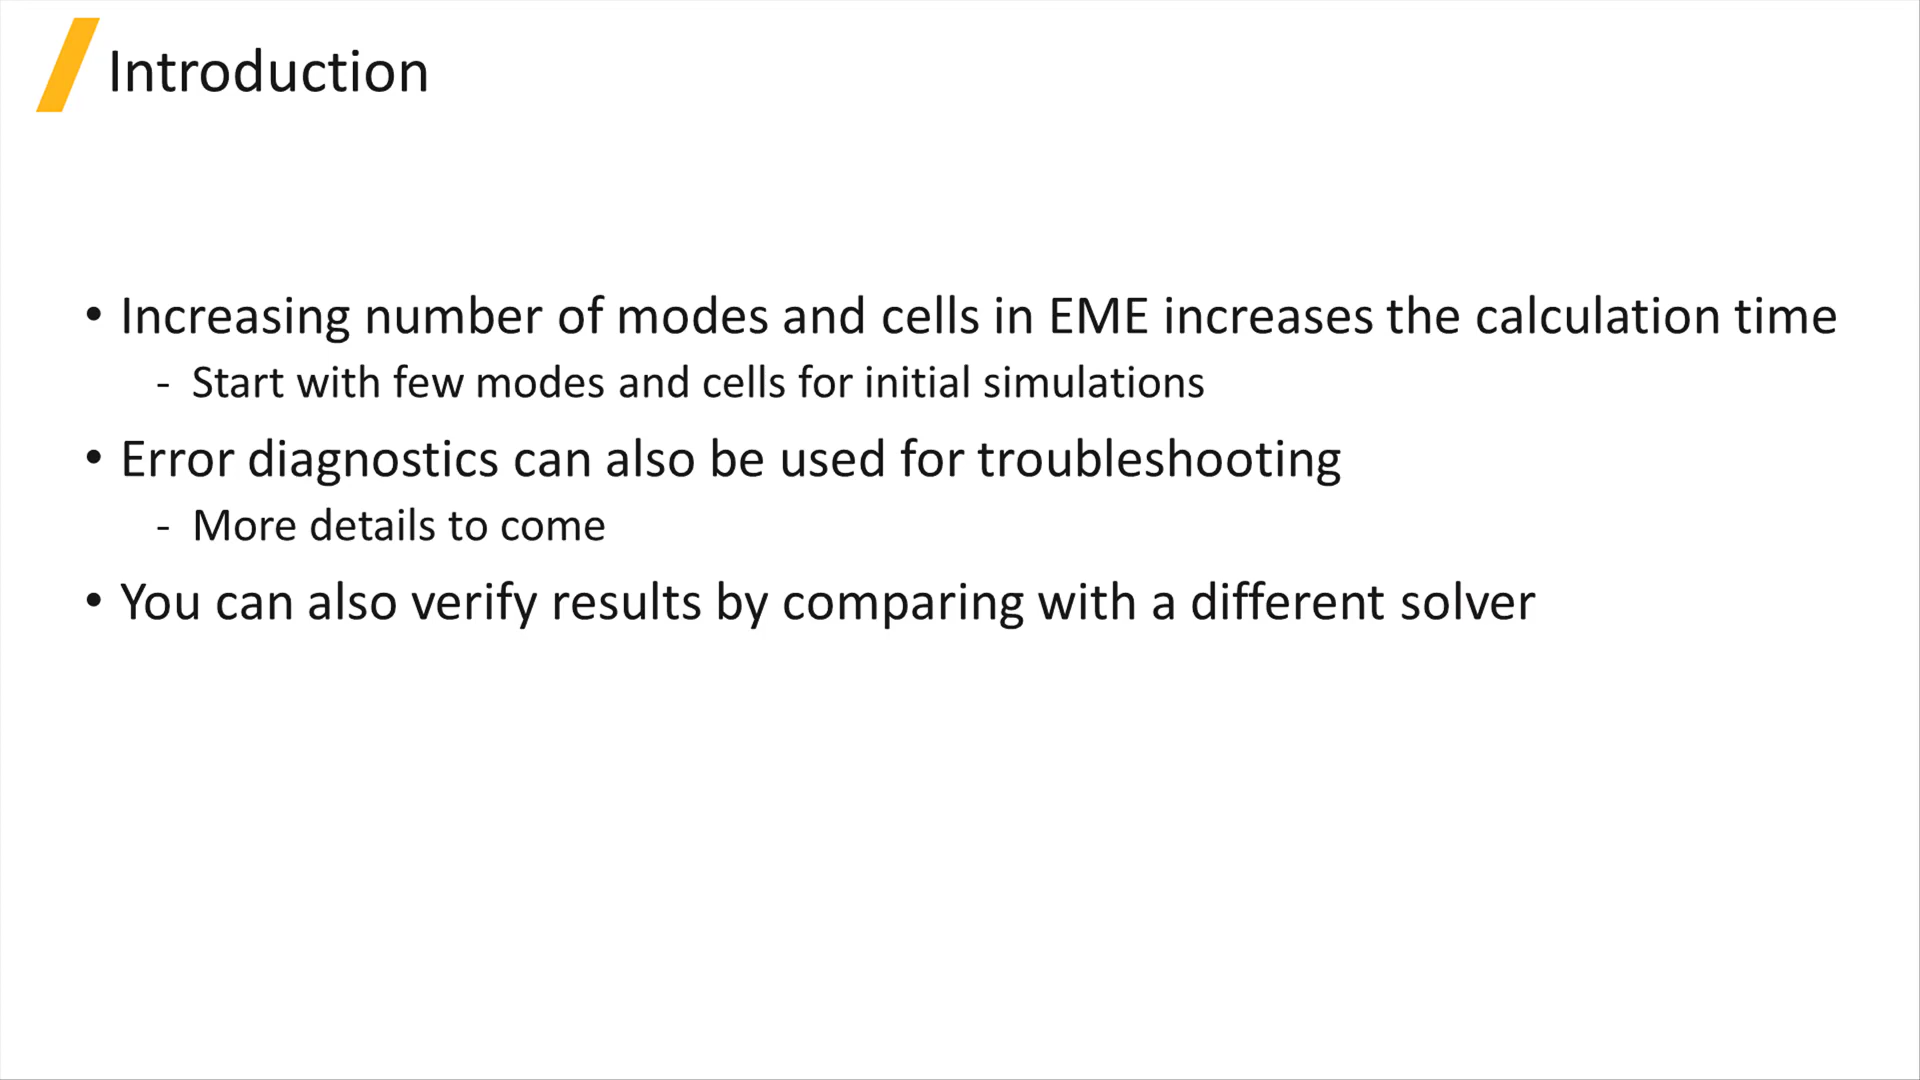 Introduction
• Increasing number of modes and cells in EME increases the calculation time
- Start with few modes and cells for initial simulations
• Error diagnostics can also be used for troubleshooting
- More details to come
• You can also verify results by comparing with a different solver